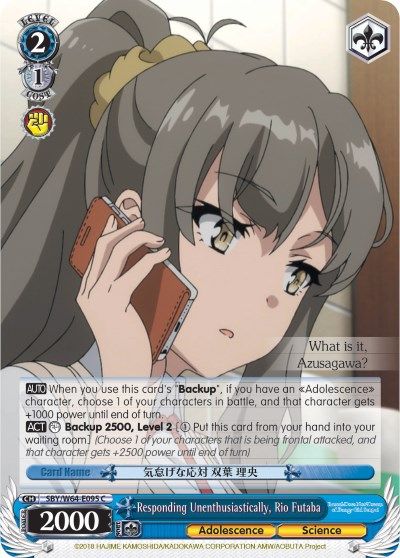 LEVEL
2
1
COST
What is it,
Azusagawa?
AUTO When you use this card's "Backup", if you have an «Adolescence»
character, choose 1 of your characters in battle, and that character gets
+1000 power until end of turn.
ACT Backup 2500, Level 2 [① Put this card from your hand into your
waiting room] (Choose 1 of your characters that is being frontal attacked, and
that character gets +2500 power until end of turn)
Card Name
気怠げな応対 双葉 理央
CH SBY/W64-E095 C
Responding Unenthusiastically, Rio Futaba
POWER
2000
Adolescence
Science
©2018 HAJIME KAMOSHIDA/KADOKAWA CORPORATION AMW/AOBUTA Project